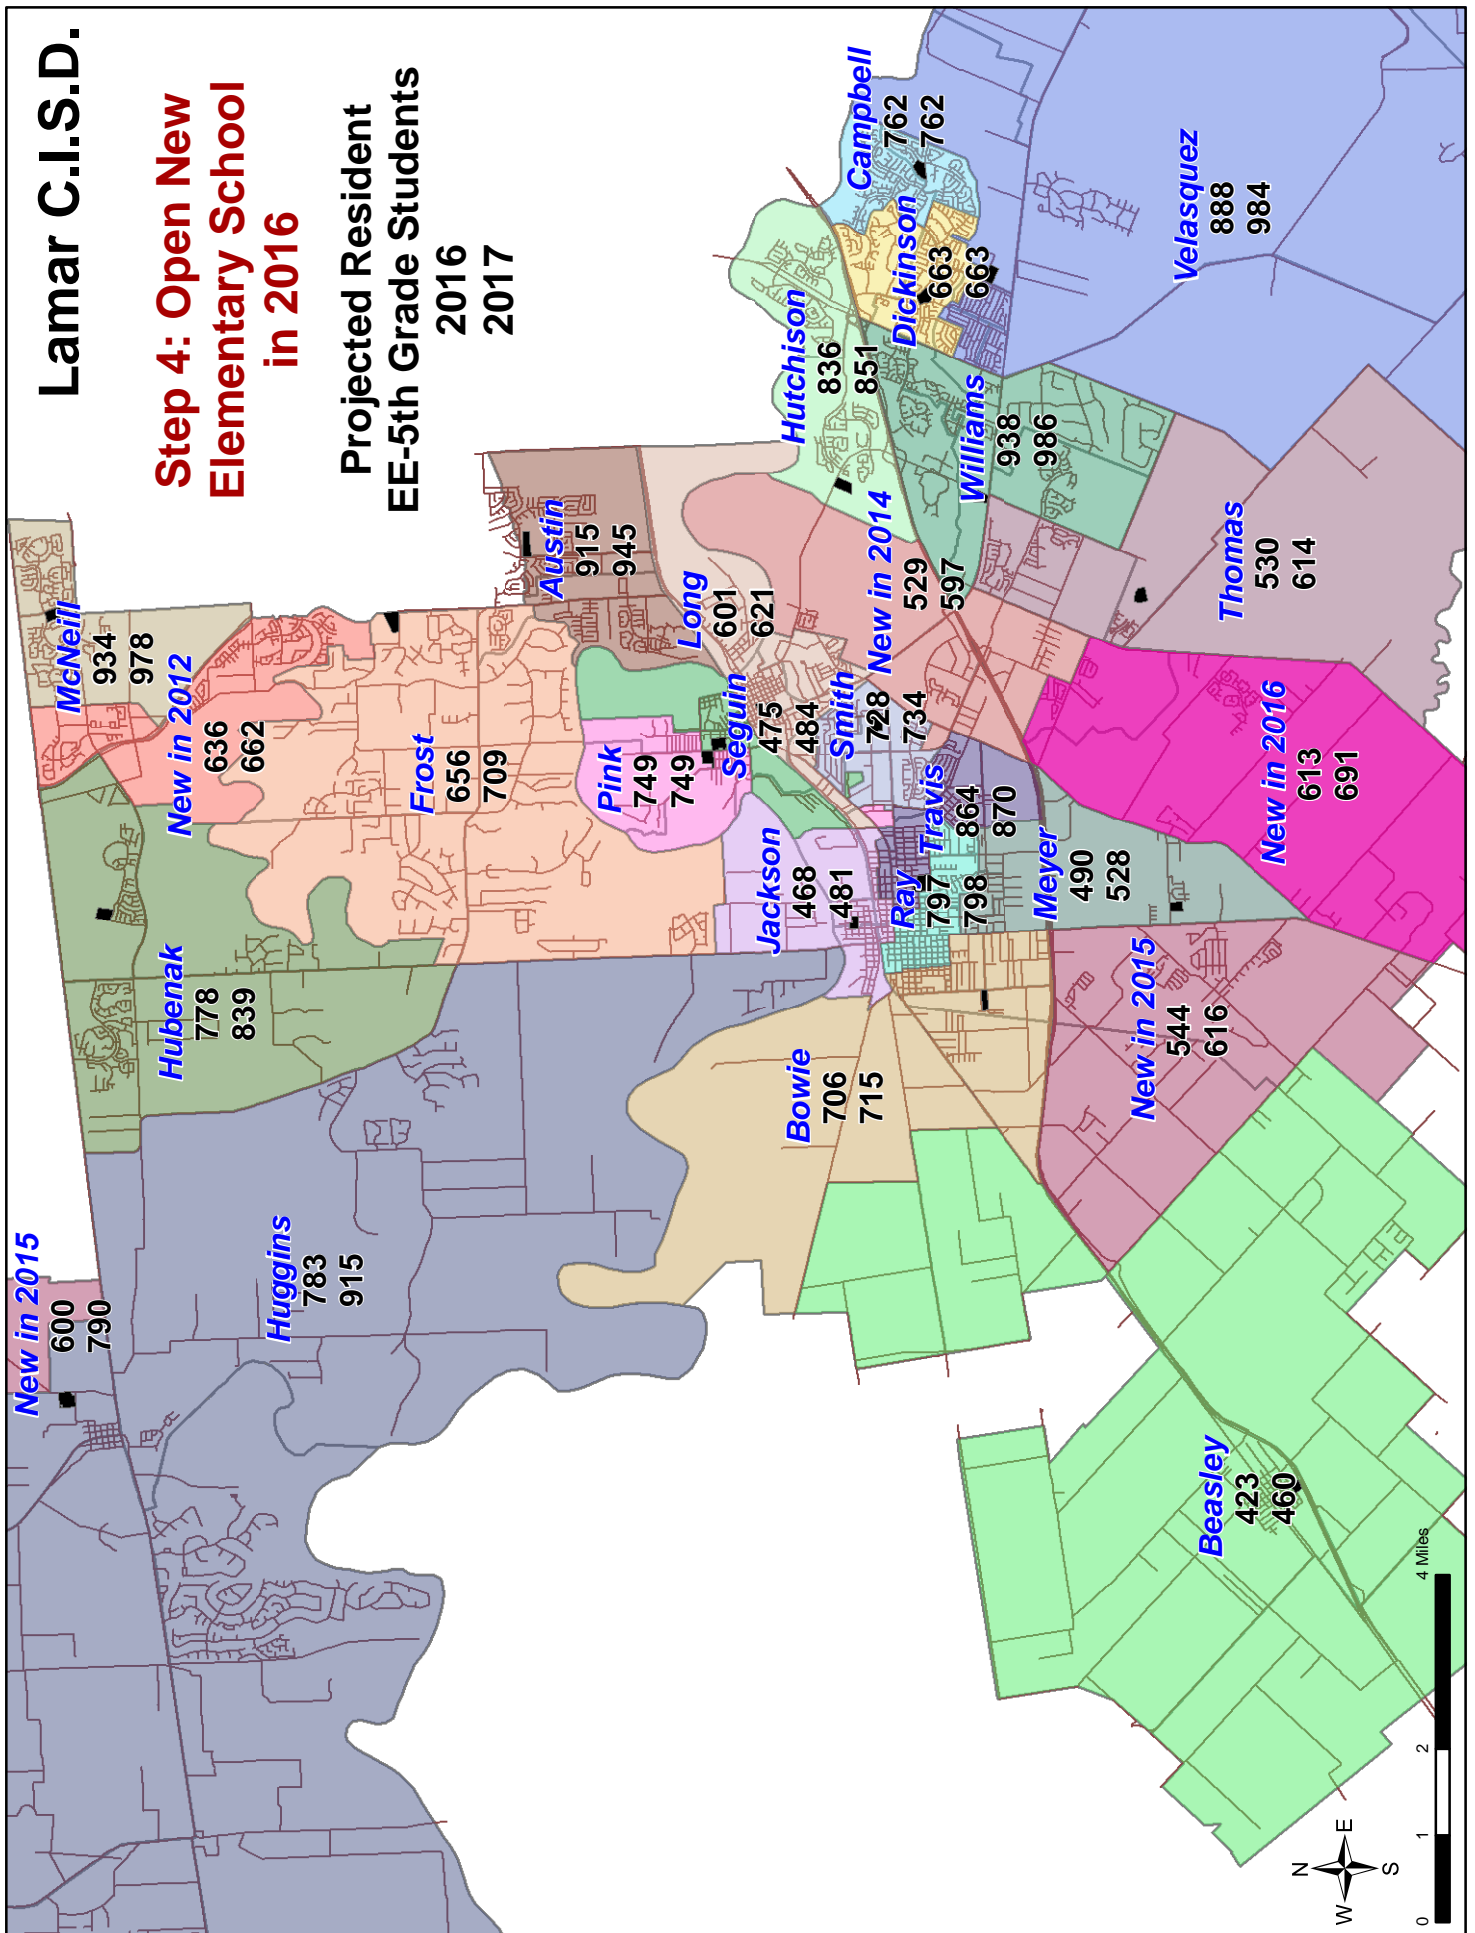 Lamar C.I.S.D.
Step 4: Open New
Elementary School
in 2016
Projected Resident
EE-5th Grade Students
2016
2017
New in 2015
600
790
McNeill
934
978
New in 2012
636
662
Hubenak
778
839
Huggins
783
915
Frost
656
709
Austin
915
945
Pink
749
749
Long
601
621
Seguin
475
484
Jackson
468
481
Bowie
706
715
Hutchison
836
851
Campbell
762
762
Dickinson
663
663
Smith
728
734
New in 2014
529
597
Ray
797
798
Travis
864
870
Williams
938
986
Meyer
490
528
New in 2015
544
616
Velasquez
888
984
Thomas
530
614
New in 2016
613
691
Beasley
423
460
N
W
E
S
0
1
2
4 Miles